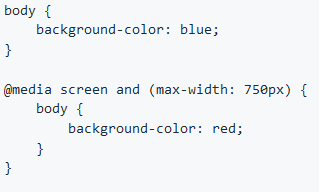 body {
    background-color: blue;
}

@media screen and (max-width: 750px) {
    body {
        background-color: red;
    }
}